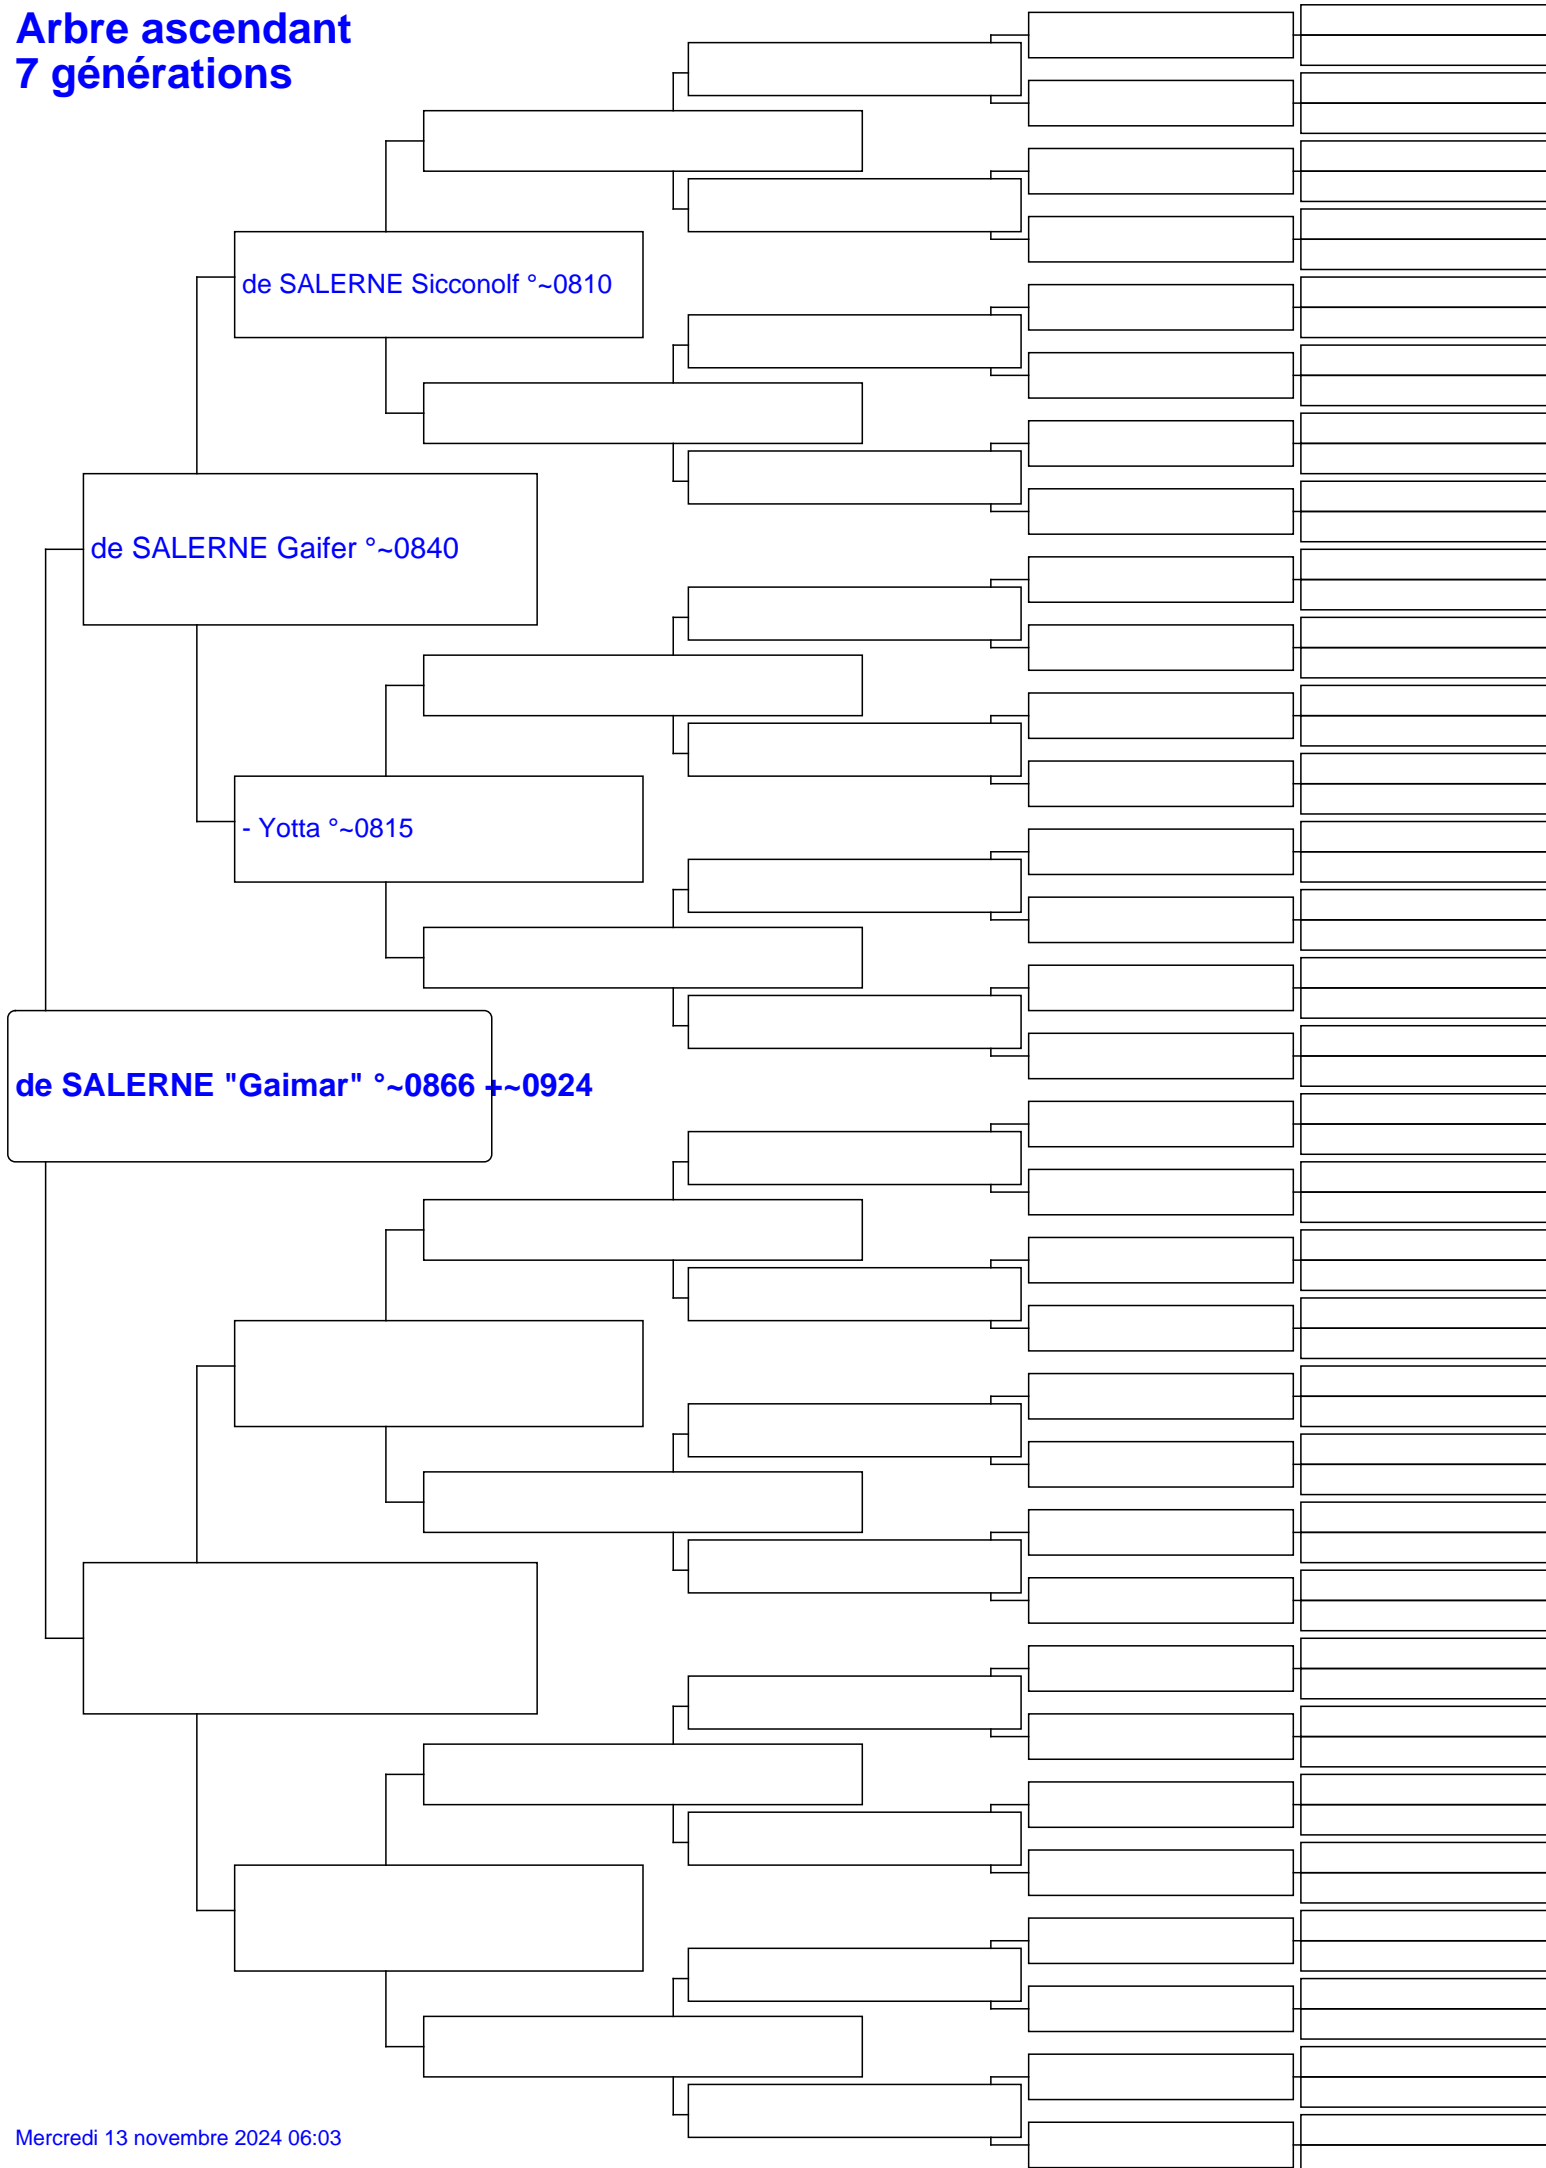 Arbre ascendant
7 générations
de SALERNE Sicconolf °~0810
de SALERNE Gaifer °~0840
- Yotta °~0815
de SALERNE "Gaimar" °~0866 +~0924
Mercredi 13 novembre 2024 06:03